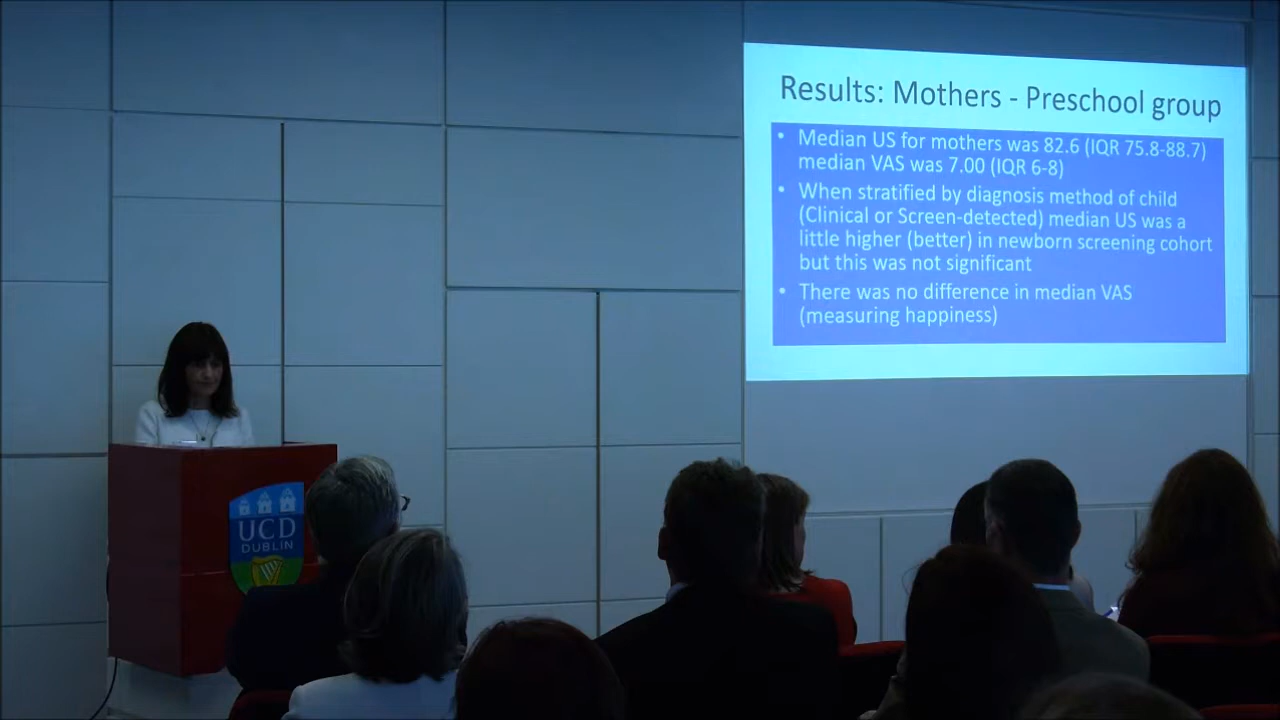 Results: Mothers - Preschool group
• Median US for mothers was 82.6 (IQR 75.8-88.7)
median VAS was 7.00 (IQR 6-8)
• When stratified by diagnosis method of child
(Clinical or Screen-detected) median US was a
little higher (better) in newborn screening cohort
but this was not significant
• There was no difference in median VAS
(measuring happiness)
UCD
DUBLIN